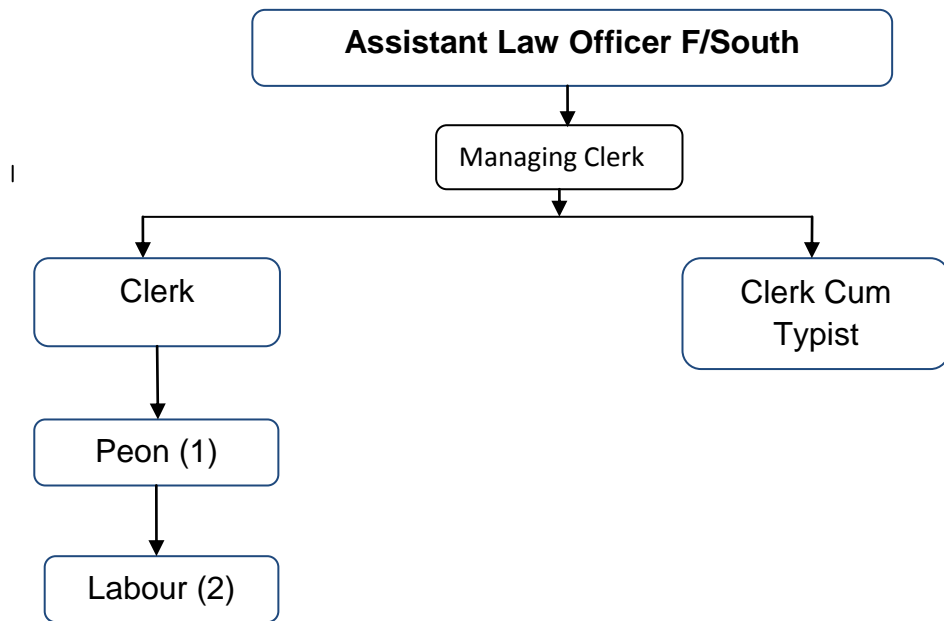 Assistant Law Officer F/South
Managing Clerk
l
Clerk
Clerk Cum
Typist
Peon (1)
Labour (2)